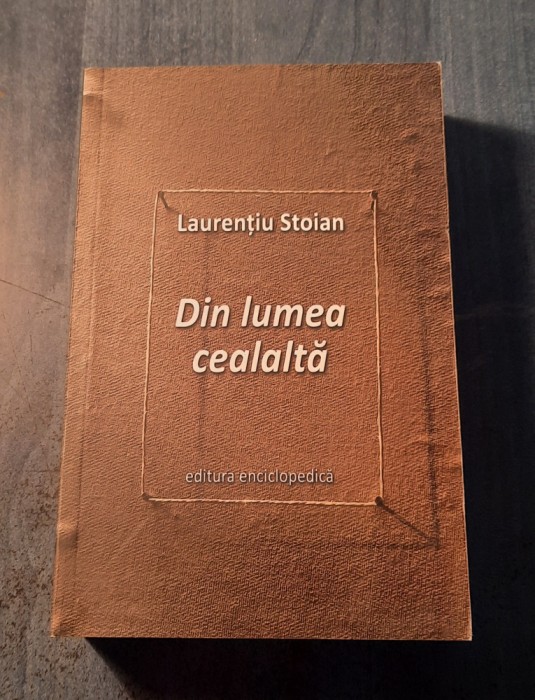 Laurențiu Stoian
Din lumea
cealaltă
editura enciclopedică